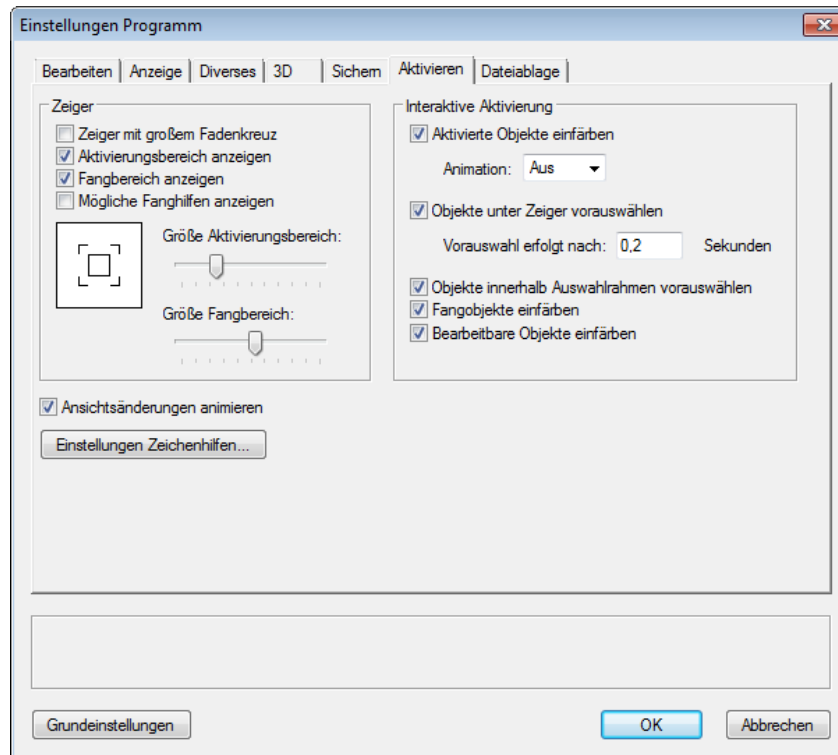 Einstellungen Programm
Bearbeiten Anzeige Diverses 3D Sichern Aktivieren Dateiablage
Zeiger
Zeiger mit großem Fadenkreuz
Aktivierungsbereich anzeigen
Fangbereich anzeigen
Mögliche Fanghilfen anzeigen
Größe Aktivierungsbereich:
Größe Fangbereich:
Interaktive Aktivierung
Aktivierte Objekte einfärben
Animation: Aus
Objekte unter Zeiger vorauswählen
Vorauswahl erfolgt nach: 0,2 Sekunden
Objekte innerhalb Auswahlrahmen vorauswählen
Fangobjekte einfärben
Bearbeitbare Objekte einfärben
Ansichtsänderungen animieren
Einstellungen Zeichenhilfen...
Grundeinstellungen
OK
Abbrechen